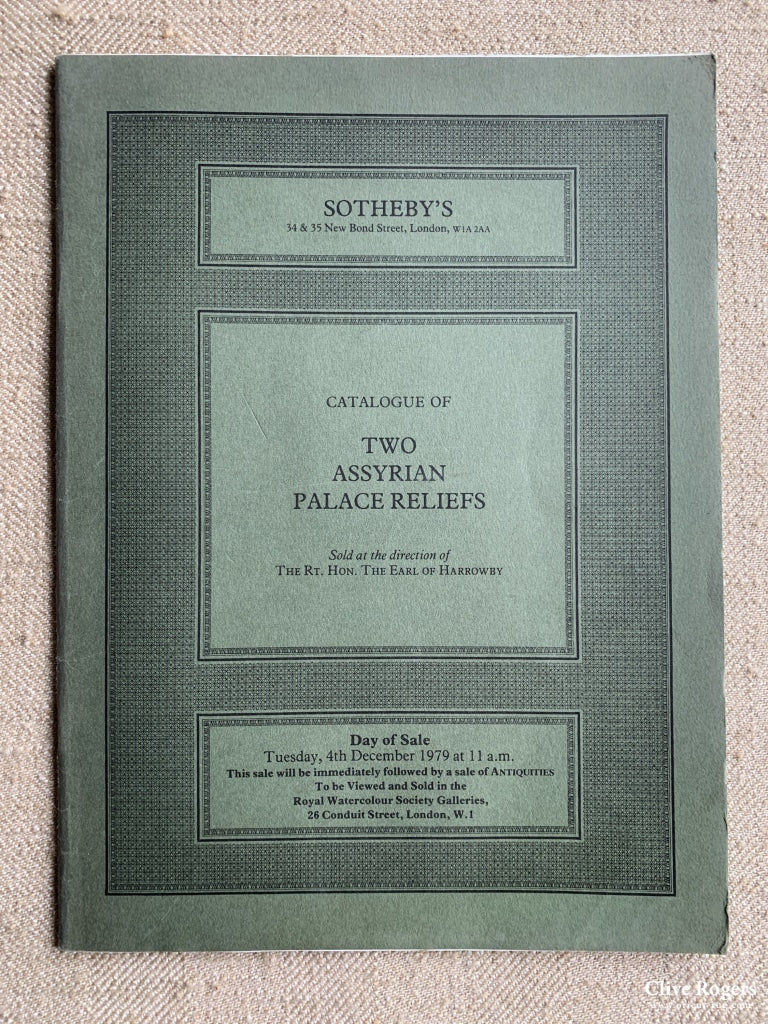 SOTHEBY'S
34 & 35 New Bond Street, London, W1A 2AA
CATALOGUE OF
TWO
ASSYRIAN
PALACE RELIEFS
Sold at the direction of
THE RT. HON. THE EARL OF HARROWBY
Day of Sale
Tuesday, 4th December 1979 at 11 a.m.
This sale will be immediately followed by a sale of ANTIQUITIES
To be Viewed and Sold in the
Royal Watercolour Society Galleries,
26 Conduit Street, London, W.1
Clive Rogers